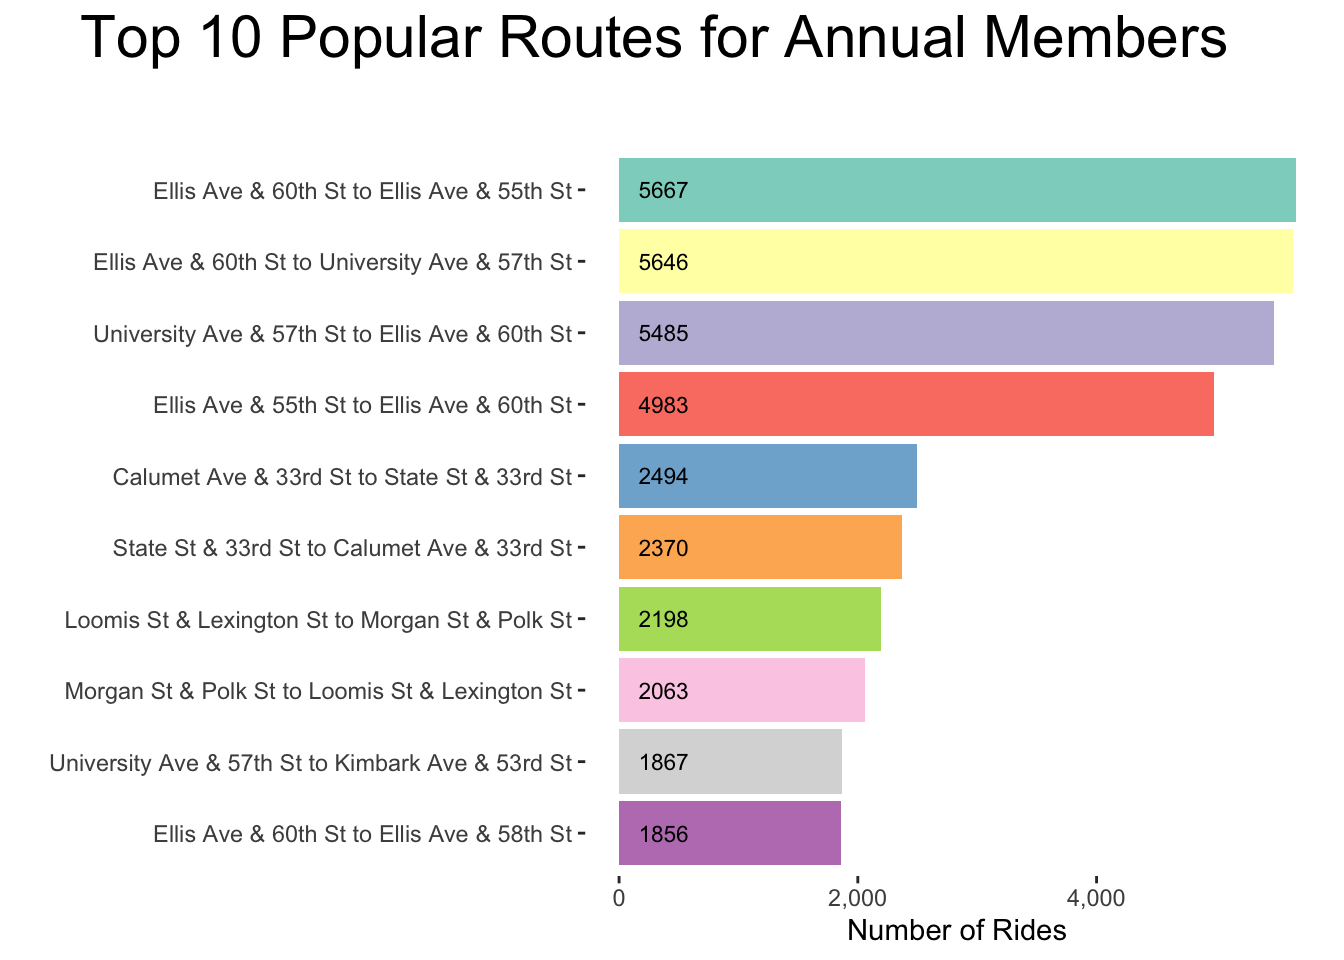 Top 10 Popular Routes for Annual Members
Ellis Ave & 60th St to Ellis Ave & 55th St
5667
Ellis Ave & 60th St to University Ave & 57th St
5646
University Ave & 57th St to Ellis Ave & 60th St
5485
Ellis Ave & 55th St to Ellis Ave & 60th St
4983
Calumet Ave & 33rd St to State St & 33rd St
2494
State St & 33rd St to Calumet Ave & 33rd St
2370
Loomis St & Lexington St to Morgan St & Polk St
2198
Morgan St & Polk St to Loomis St & Lexington St
2063
University Ave & 57th St to Kimbark Ave & 53rd St
1867
Ellis Ave & 60th St to Ellis Ave & 58th St
1856
0 2,000 4,000
Number of Rides